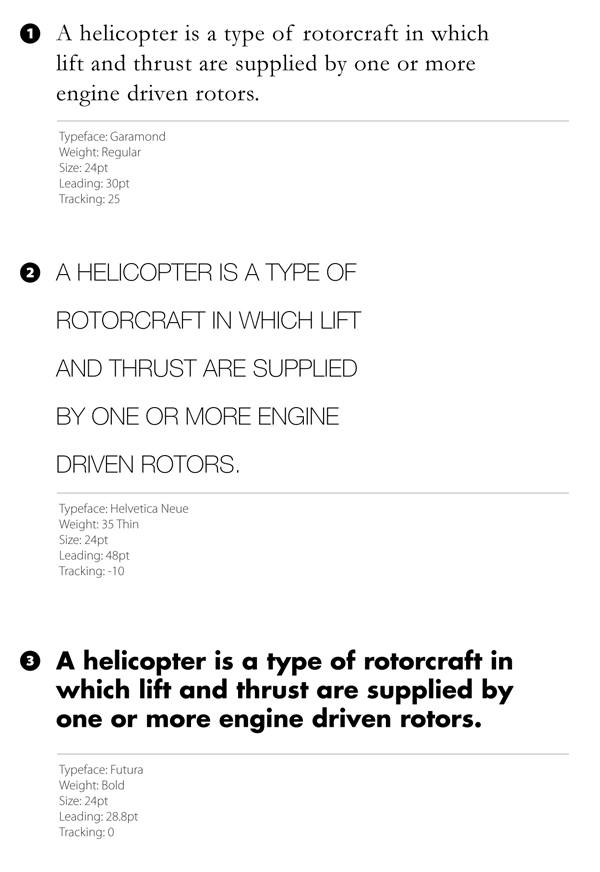 1 A helicopter is a type of rotorcraft in which
lift and thrust are supplied by one or more
engine driven rotors.
Typeface: Garamond
Weight: Regular
Size: 24pt
Leading: 30pt
Tracking: 25
2 A HELICOPTER IS A TYPE OF
ROTORCRAFT IN WHICH LIFT
AND THRUST ARE SUPPLIED
BY ONE OR MORE ENGINE
DRIVEN ROTORS.
Typeface: Helvetica Neue
Weight: 35 Thin
Size: 24pt
Leading: 48pt
Tracking: -10
3 A helicopter is a type of rotorcraft in
which lift and thrust are supplied by
one or more engine driven rotors.
Typeface: Futura
Weight: Bold
Size: 24pt
Leading: 28.8pt
Tracking: 0